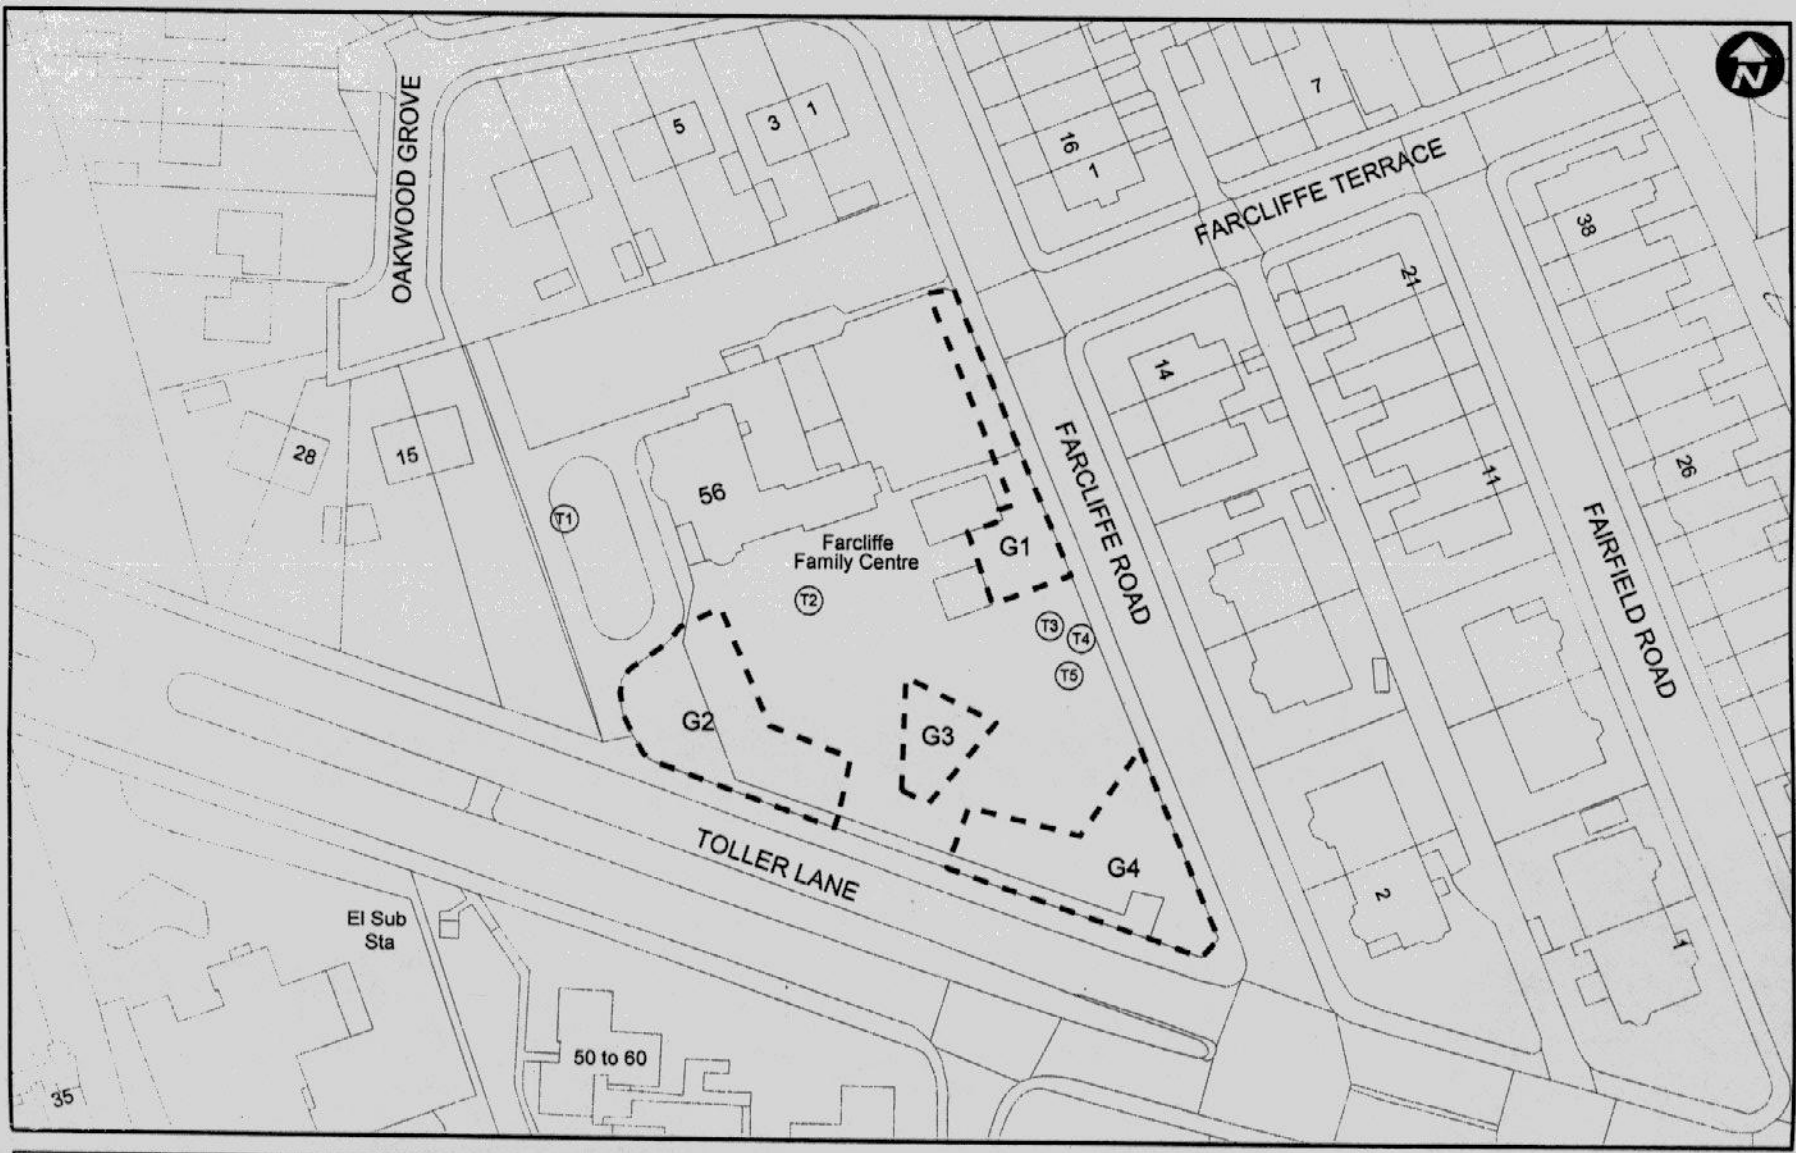 N
OAKWOOD GROVE
5
3
1
16
1
7
FARCLIFFE TERRACE
38
21
14
28
15
56
T1
Farcliffe
Family Centre
T2
G1
FARCLIFFE ROAD
11
26
FAIRFIELD ROAD
T3
T4
T5
G2
G3
G4
TOLLER LANE
2
1
El Sub
Sta
50 to 60
35